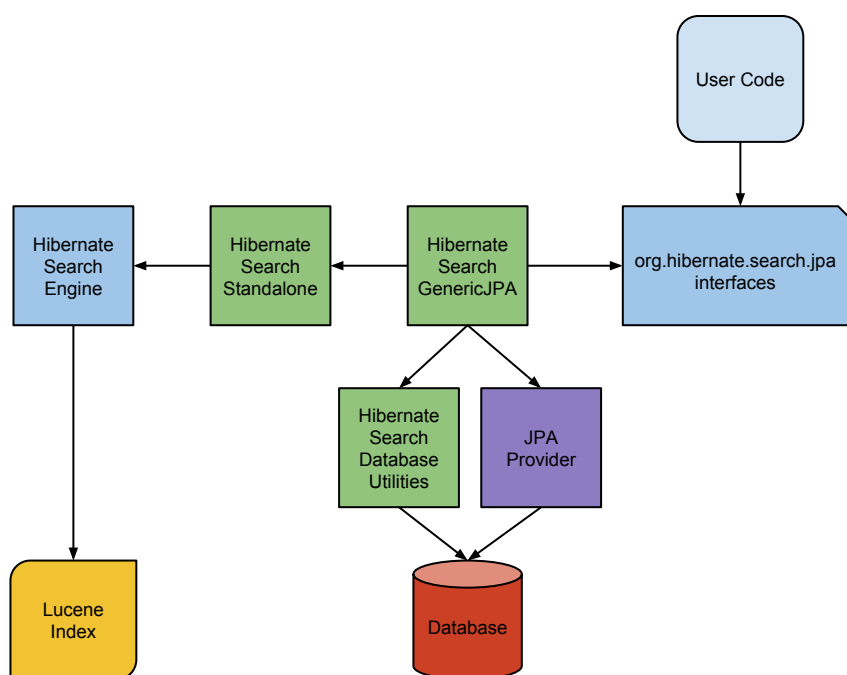 User Code
Hibernate
Search
Engine
Hibernate
Search
Standalone
Hibernate
Search
GenericJPA
org.hibernate.search.jpa
interfaces
Hibernate
Search
Database
Utilities
JPA
Provider
Lucene
Index
Database